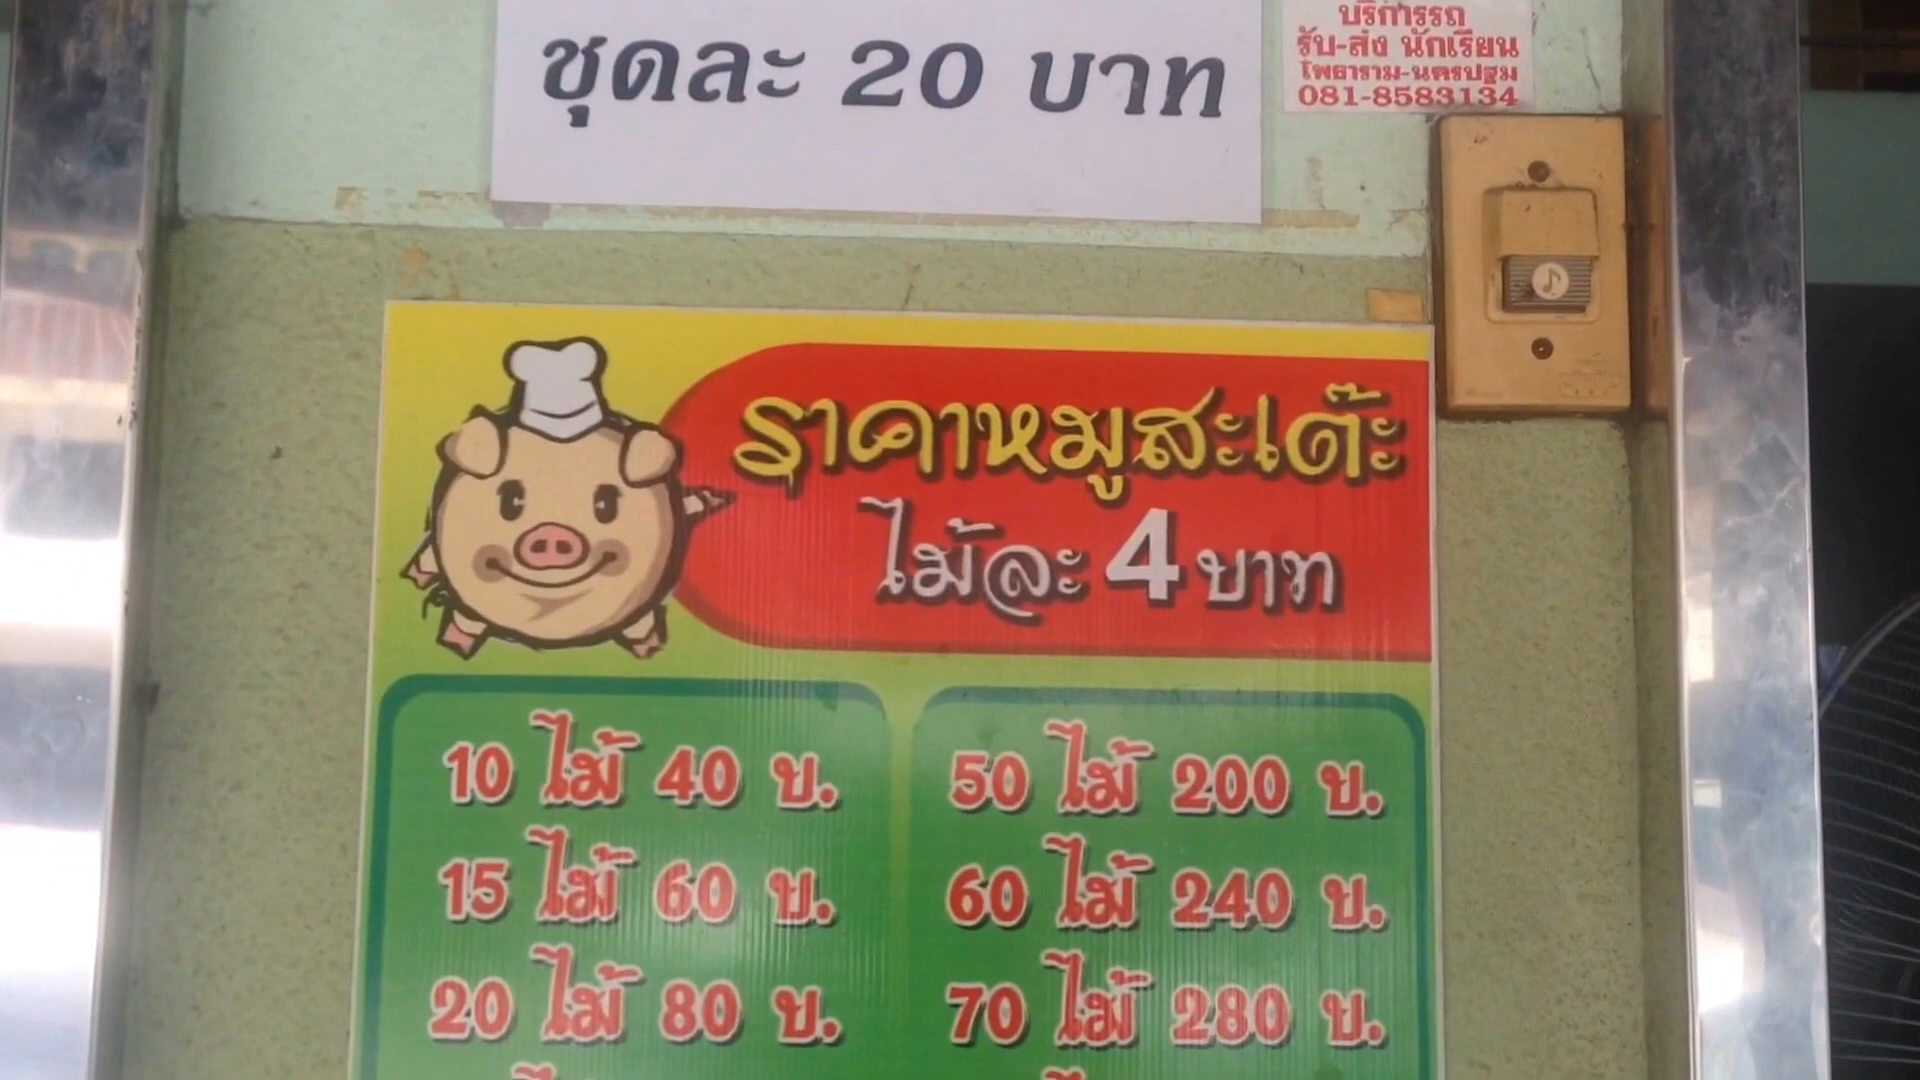 ชุดละ 20 บาท
บริการรถ
รับ-ส่ง นักเรียน
โพธาราม-นครปฐม
081-8583134
ราคาหมูสะเต๊ะ
ไม้ละ 4 บาท
10 ไม้ 40 บ.
15 ไม้ 60 บ.
20 ไม้ 80 บ.
50 ไม้ 200 บ.
60 ไม้ 240 บ.
70 ไม้ 280 บ.